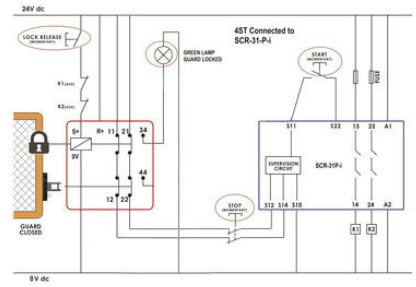 24V dc
LOCK RELEASE
(MOMENTARY)
4ST Connected to
SCR-31-P-i
START
(MOMENTARY)
GREEN LAMP
GUARD LOCKED
K1(AUX)
K2(AUX)
FUSE
S+ R+ 11 21 34
0V
44
12 22
S11 S22 13 23 A1
SUPERVISION
CIRCUIT
SCR-31P-i
S12 S14 S10 14 24 A2
STOP
(MOMENTARY)
K1 K2
GUARD
CLOSED
0V dc